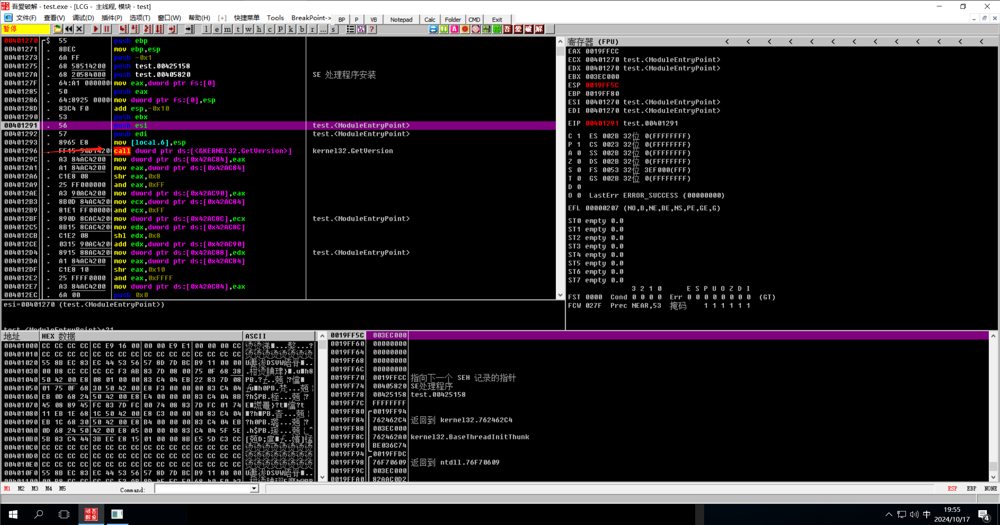 吾愛破解 - test.exe - [LCG - 主线程, 模块 - test]
文件(F) 查看(V) 调试(D) 插件(P) 选项(T) 窗口(W) 帮助(H) [+] 快捷菜单 Tools BreakPoint-> BP P VB Notepad Calc Folder CMD Exit
暂停 l e m t w h c P k b r ... s ? 吾 爱 破 解
00401270 $ 55 push ebp
00401271 . 8BEC mov ebp,esp
00401273 . 6A FF push -0x1
00401275 . 68 58514200 push test.00425158
0040127A . 68 20584000 push test.00405820 SE 处理程序安装
0040127F . 64:A1 0000000 mov eax,dword ptr fs:[0]
00401285 . 50 push eax
00401286 . 64:8925 0000 mov dword ptr fs:[0],esp
0040128D . 83C4 F0 add esp,-0x10
00401290 . 53 push ebx
00401291 . 56 push esi test.<ModuleEntryPoint>
00401292 . 57 push edi test.<ModuleEntryPoint>
00401293 . 8965 E8 mov [local.6],esp
00401296 . FF15 50D14200 call dword ptr ds:[<&KERNEL32.GetVersion>] kernel32.GetVersion
0040129C . A3 84AC4200 mov dword ptr ds:[0x42AC84],eax
004012A1 . A1 84AC4200 mov eax,dword ptr ds:[0x42AC84]
004012A6 . C1E8 08 shr eax,0x8
004012A9 . 25 FF000000 and eax,0xFF
004012AE . A3 90AC4200 mov dword ptr ds:[0x42AC90],eax
004012B3 . 8B0D 84AC420 mov ecx,dword ptr ds:[0x42AC84]
004012B9 . 81E1 FF00000 and ecx,0xFF
004012BF . 890D 8CAC420 mov dword ptr ds:[0x42AC8C],ecx test.<ModuleEntryPoint>
004012C5 . 8B15 8CAC420 mov edx,dword ptr ds:[0x42AC8C]
004012CB . C1E2 08 shl edx,0x8
004012CE . 0315 90AC420 add edx,dword ptr ds:[0x42AC90]
004012D4 . 8915 88AC420 mov dword ptr ds:[0x42AC88],edx test.<ModuleEntryPoint>
004012DA . A1 84AC4200 mov eax,dword ptr ds:[0x42AC84]
004012DF . C1E8 10 shr eax,0x10
004012E2 . 25 FFFF0000 and eax,0xFFFF
004012E7 . A3 84AC4200 mov dword ptr ds:[0x42AC84],eax
004012EC . 6A 00 push 0x0
esi=00401270 (test.<ModuleEntryPoint>)
test.<ModuleEntryPoint>+21
寄存器 (FPU) < < < < < < < < < < < < <
EAX 0019FFCC
ECX 00401270 test.<ModuleEntryPoint>
EDX 00401270 test.<ModuleEntryPoint>
EBX 003EC000
ESP 0019FF5C
EBP 0019FF80
ESI 00401270 test.<ModuleEntryPoint>
EDI 00401270 test.<ModuleEntryPoint>
EIP 00401291 test.00401291
C 1 ES 002B 32位 0(FFFFFFFF)
P 1 CS 0023 32位 0(FFFFFFFF)
A 0 SS 002B 32位 0(FFFFFFFF)
Z 0 DS 002B 32位 0(FFFFFFFF)
S 0 FS 0053 32位 3EF000(FFF)
T 0 GS 002B 32位 0(FFFFFFFF)
D 0
O 0 LastErr ERROR_SUCCESS (00000000)
EFL 00000207 (NO,B,NE,BE,NS,PE,GE,G)
ST0 empty 0.0
ST1 empty 0.0
ST2 empty 0.0
ST3 empty 0.0
ST4 empty 0.0
ST5 empty 0.0
ST6 empty 0.0
ST7 empty 0.0
3 2 1 0 E S P U O Z D I
FST 0000 Cond 0 0 0 0 Err 0 0 0 0 0 0 0 0 (GT)
FCW 027F Prec NEAR,53 掩码 1 1 1 1 1 1
地址 HEX 数据 ASCII
00401000 CC CC CC CC CC E9 16 00 00 00 E9 E1 00 00 00 CC
00401010 CC CC CC CC CC CC CC CC CC CC CC CC CC CC CC CC 烫烫烫烫烫烫烫烫
00401020 55 8B EC 83 EC 44 53 56 57 8D 7D BC B9 11 00 00
00401030 00 B8 CC CC CC CC F3 AB 83 7D 08 00 75 0F 68 38
00401040 50 42 00 E8 08 01 00 00 83 C4 04 EB 22 83 7D 08
00401050 01 75 0F 68 30 50 42 00 E8 F3 00 00 00 83 C4 04
00401060 EB 0D 68 24 50 42 00 E8 E4 00 00 00 83 C4 04 8B
00401070 45 08 89 45 FC 83 7D FC 00 74 08 83 7D FC 01 74
00401080 11 EB 1E 68 1C 50 42 00 E8 C3 00 00 00 83 C4 04
00401090 EB 1C 68 30 50 42 00 E8 B4 00 00 00 83 C4 04 EB
004010A0 0D 68 24 50 42 00 E8 A5 00 00 00 83 C4 04 5F 5E
004010B0 5B 83 C4 44 3B EC E8 15 01 00 00 8B E5 5D C3 CC
004010C0 CC CC CC CC CC CC CC CC CC CC CC CC CC CC CC CC 烫烫烫烫烫烫烫烫
004010D0 CC CC CC CC CC CC CC CC CC CC CC CC CC CC CC CC 烫烫烫烫烫烫烫烫
004010E0 CC CC CC CC CC CC CC CC CC CC CC CC CC CC CC CC 烫烫烫烫烫烫烫烫
004010F0 55 8B EC 83 EC 44 53 56 57 8D 7D BC B9 11 00 00
0019FF5C 003EC000
0019FF60 00000000
0019FF64 00000000
0019FF68 00000000
0019FF6C 00000000
0019FF70 0019FFCC 指向下一个 SEH 记录的指针
0019FF74 00405820 SE处理程序
0019FF78 00425158 test.00425158
0019FF7C FFFFFFFF
0019FF80 0019FF94
0019FF84 762462C4 返回到 kernel32.762462C4
0019FF88 003EC000
0019FF8C 762462A0 kernel32.BaseThreadInitThunk
0019FF90 BE036C74
0019FF94 0019FFDC
0019FF98 76F70609 返回到 ntdll.76F70609
0019FF9C 003EC000
0019FFA0 82AAC0D2
M1 M2 M3 M4 M5 Command: ESP EBP NONE
中 19:55
2024/10/17 4